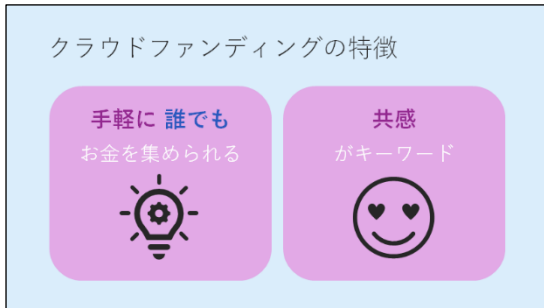 クラウドファンディングの特徴
手軽に 誰でも
お金を集められる
共感
がキーワード